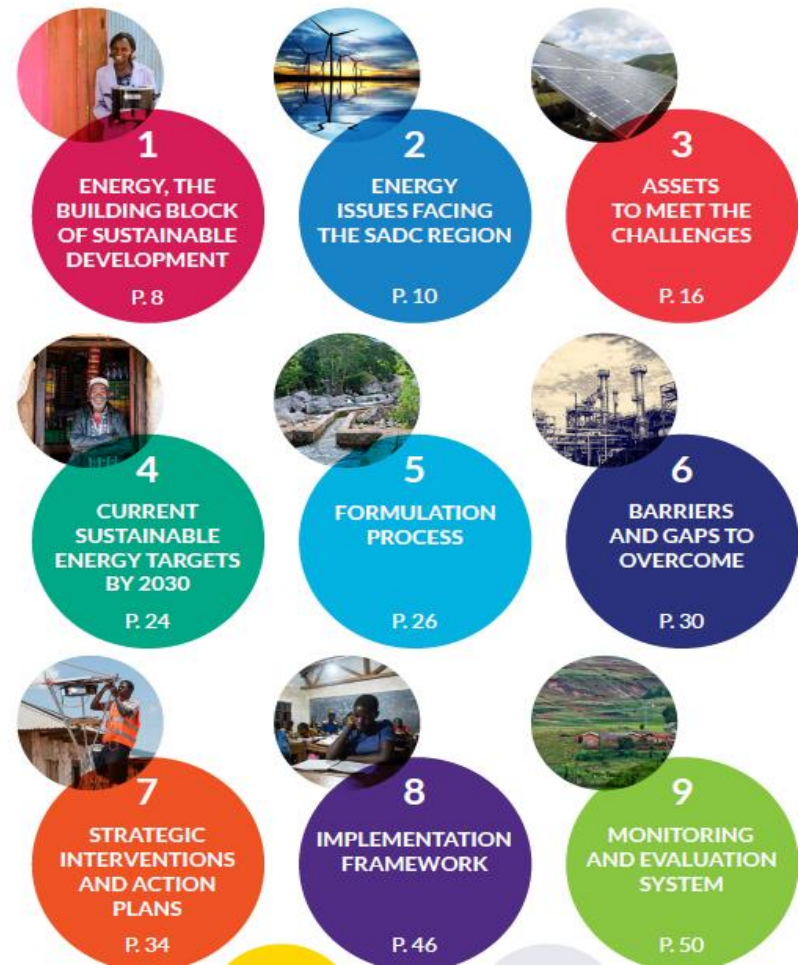 1
ENERGY, THE
BUILDING BLOCK
OF SUSTAINABLE
DEVELOPMENT
P. 8
2
ENERGY
ISSUES FACING
THE SADC REGION
P. 10
3
ASSETS
TO MEET THE
CHALLENGES
P. 16
4
CURRENT
SUSTAINABLE
ENERGY TARGETS
BY 2030
P. 24
5
FORMULATION
PROCESS
P. 26
6
BARRIERS
AND GAPS TO
OVERCOME
P. 30
7
STRATEGIC
INTERVENTIONS
AND ACTION
PLANS
P. 34
8
IMPLEMENTATION
FRAMEWORK
P. 46
9
MONITORING
AND EVALUATION
SYSTEM
P. 50